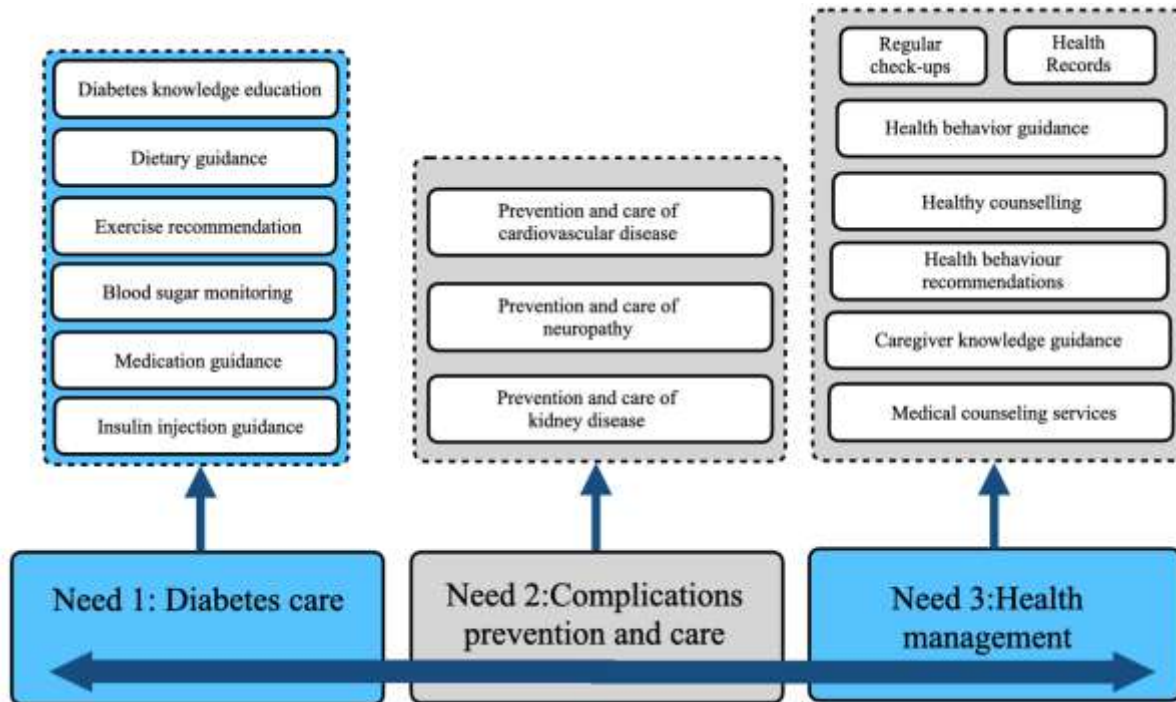 Diabetes knowledge education
Dietary guidance
Exercise recommendation
Blood sugar monitoring
Medication guidance
Insulin injection guidance
Need 1: Diabetes care
Prevention and care of
cardiovascular disease
Prevention and care of
neuropathy
Prevention and care of
kidney disease
Need 2:Complications
prevention and care
Regular
check-ups
Health
Records
Health behavior guidance
Healthy counselling
Health behaviour
recommendations
Caregiver knowledge guidance
Medical counseling services
Need 3:Health
management